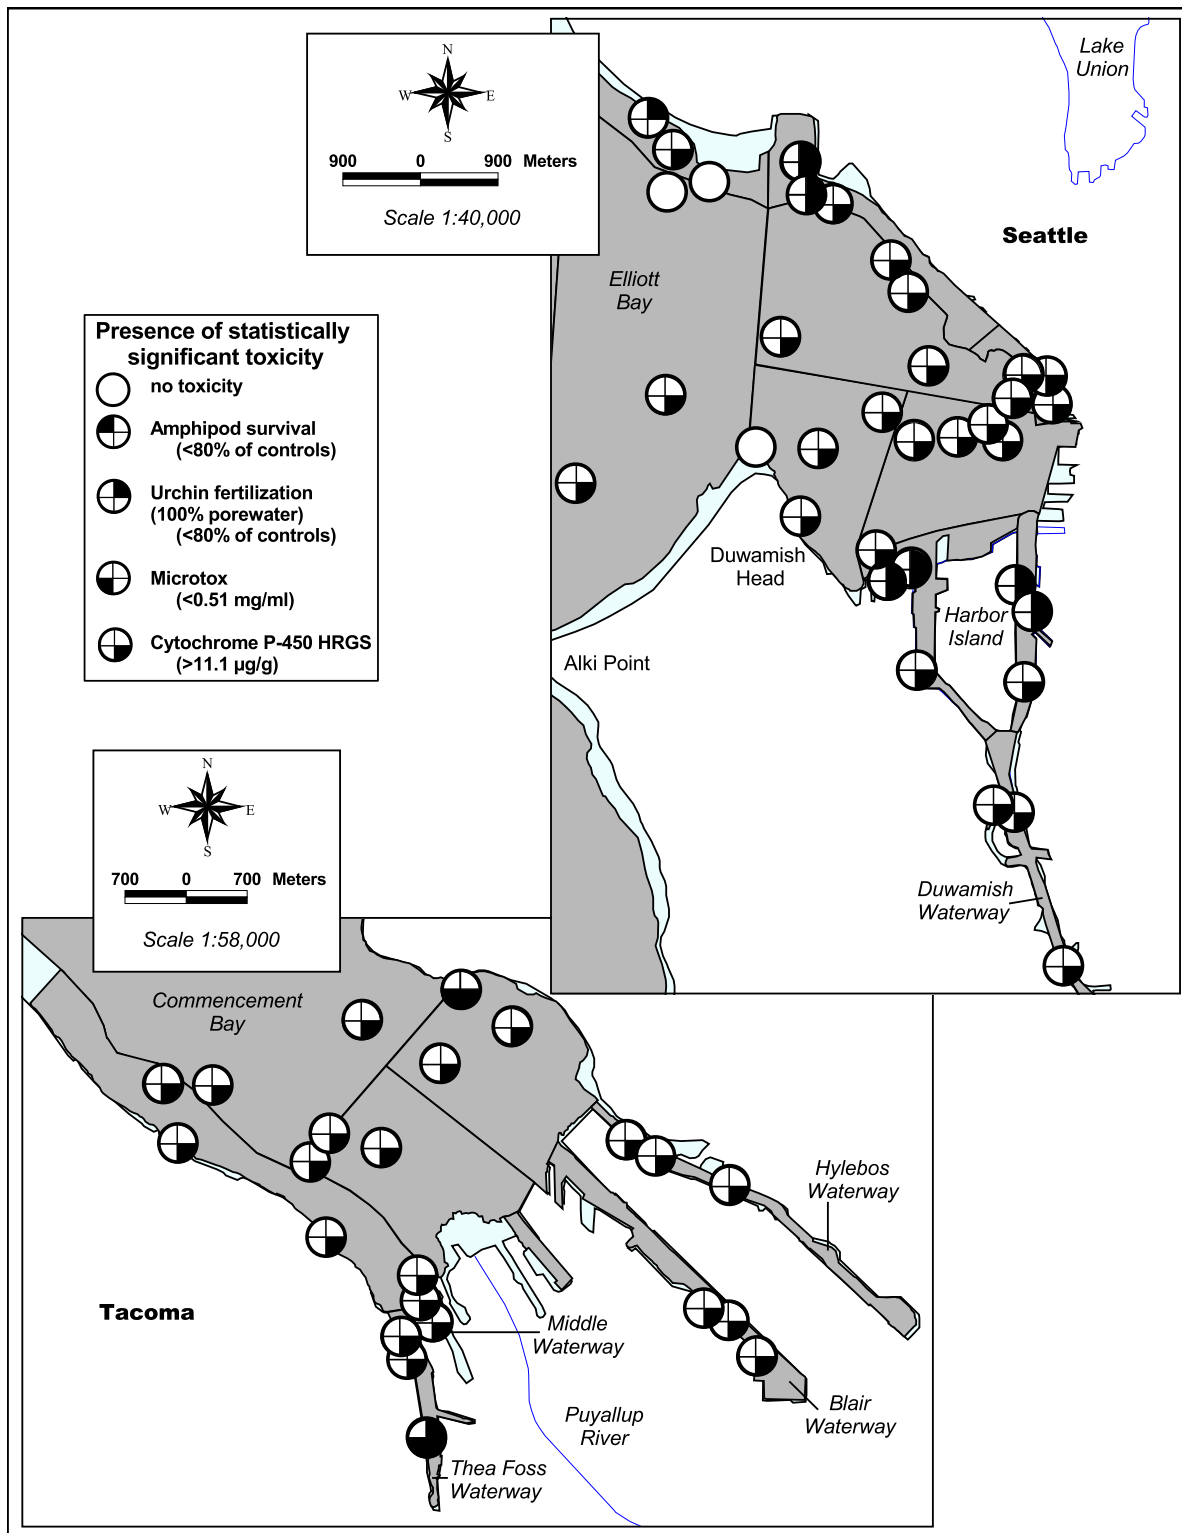 N
W E
S
900 0 900 Meters
Scale 1:40,000
Lake
Union
Seattle
Elliott
Bay
Presence of statistically
significant toxicity
no toxicity
Amphipod survival
(<80% of controls)
Urchin fertilization
(100% porewater)
(<80% of controls)
Microtox
(<0.51 mg/ml)
Cytochrome P-450 HRGS
(>11.1 µg/g)
Duwamish
Head
Harbor
Island
Alki Point
Duwamish
Waterway
N
W E
S
700 0 700 Meters
Scale 1:58,000
Commencement
Bay
Hylebos
Waterway
Tacoma
Middle
Waterway
Blair
Waterway
Puyallup
River
Thea Foss
Waterway